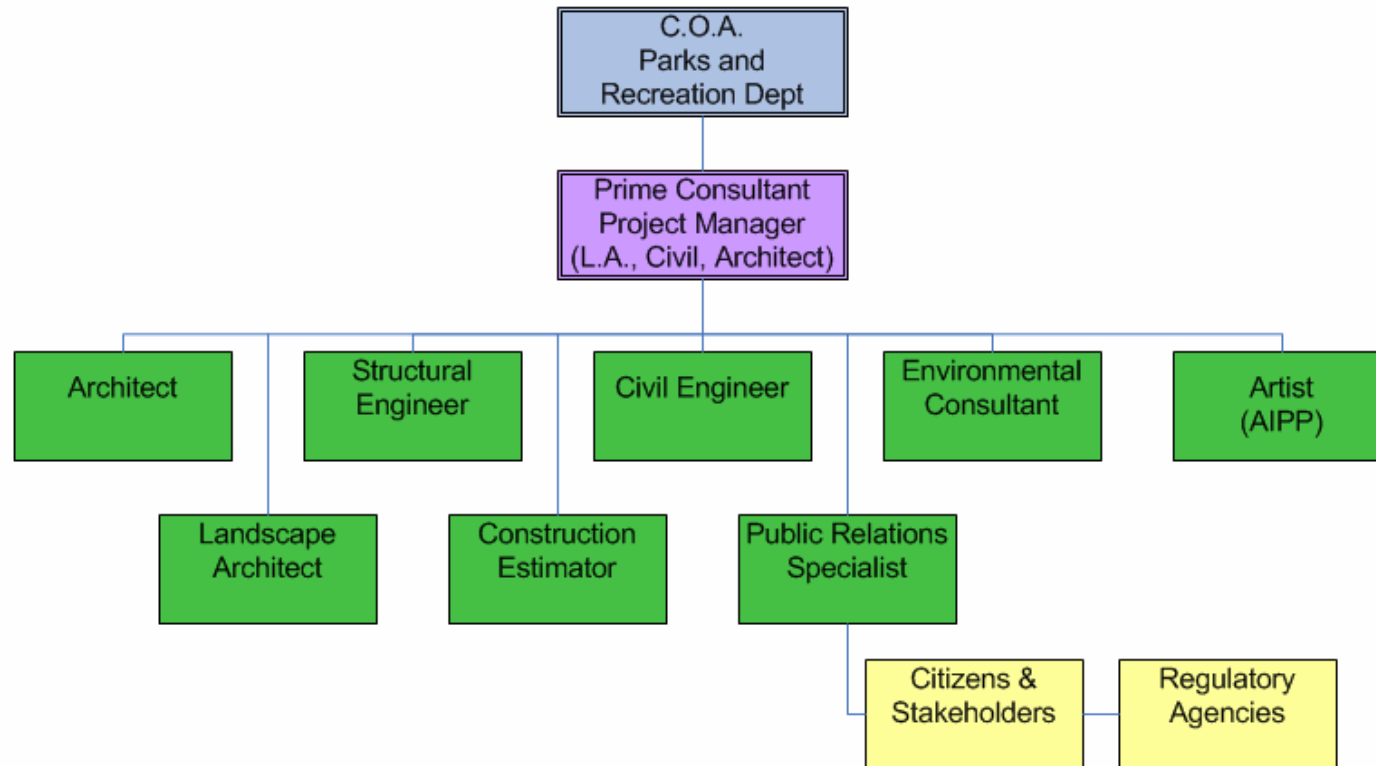 C.O.A.
Parks and
Recreation Dept
Prime Consultant
Project Manager
(L.A., Civil, Architect)
Architect
Structural
Engineer
Civil Engineer
Environmental
Consultant
Artist
(AIPP)
Landscape
Architect
Construction
Estimator
Public Relations
Specialist
Citizens &
Stakeholders
Regulatory
Agencies